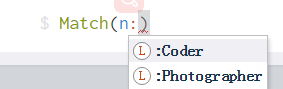 $ Match(n:)
L :Coder
L :Photographer